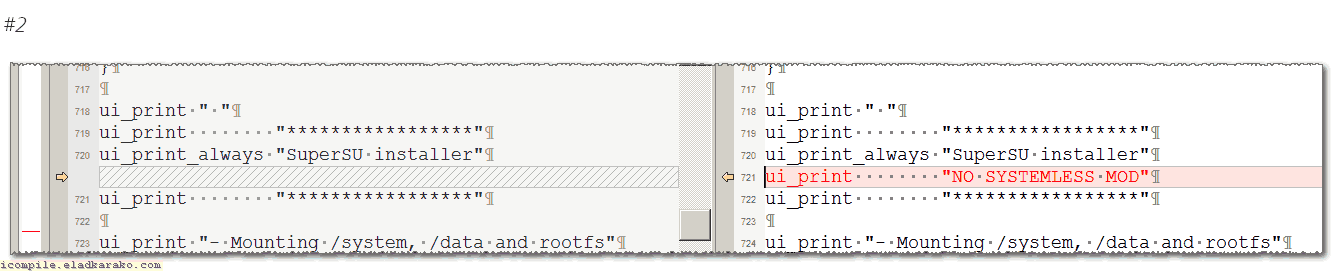 #2
716 }¶
717 ¶
718 ui_print·"·"¶
719 ui_print········"*****************"¶
720 ui_print_always·"SuperSU·installer"¶
721 ui_print········"*****************"¶
722 ¶
723 ui_print·"-·Mounting·/system,·/data·and·rootfs"¶
716 }¶
717 ¶
718 ui_print·"·"¶
719 ui_print········"*****************"¶
720 ui_print_always·"SuperSU·installer"¶
721 ui_print········"NO·SYSTEMLESS·MOD"¶
722 ui_print········"*****************"¶
723 ¶
724 ui_print·"-·Mounting·/system,·/data·and·rootfs"¶
icompile.eladkarako.com